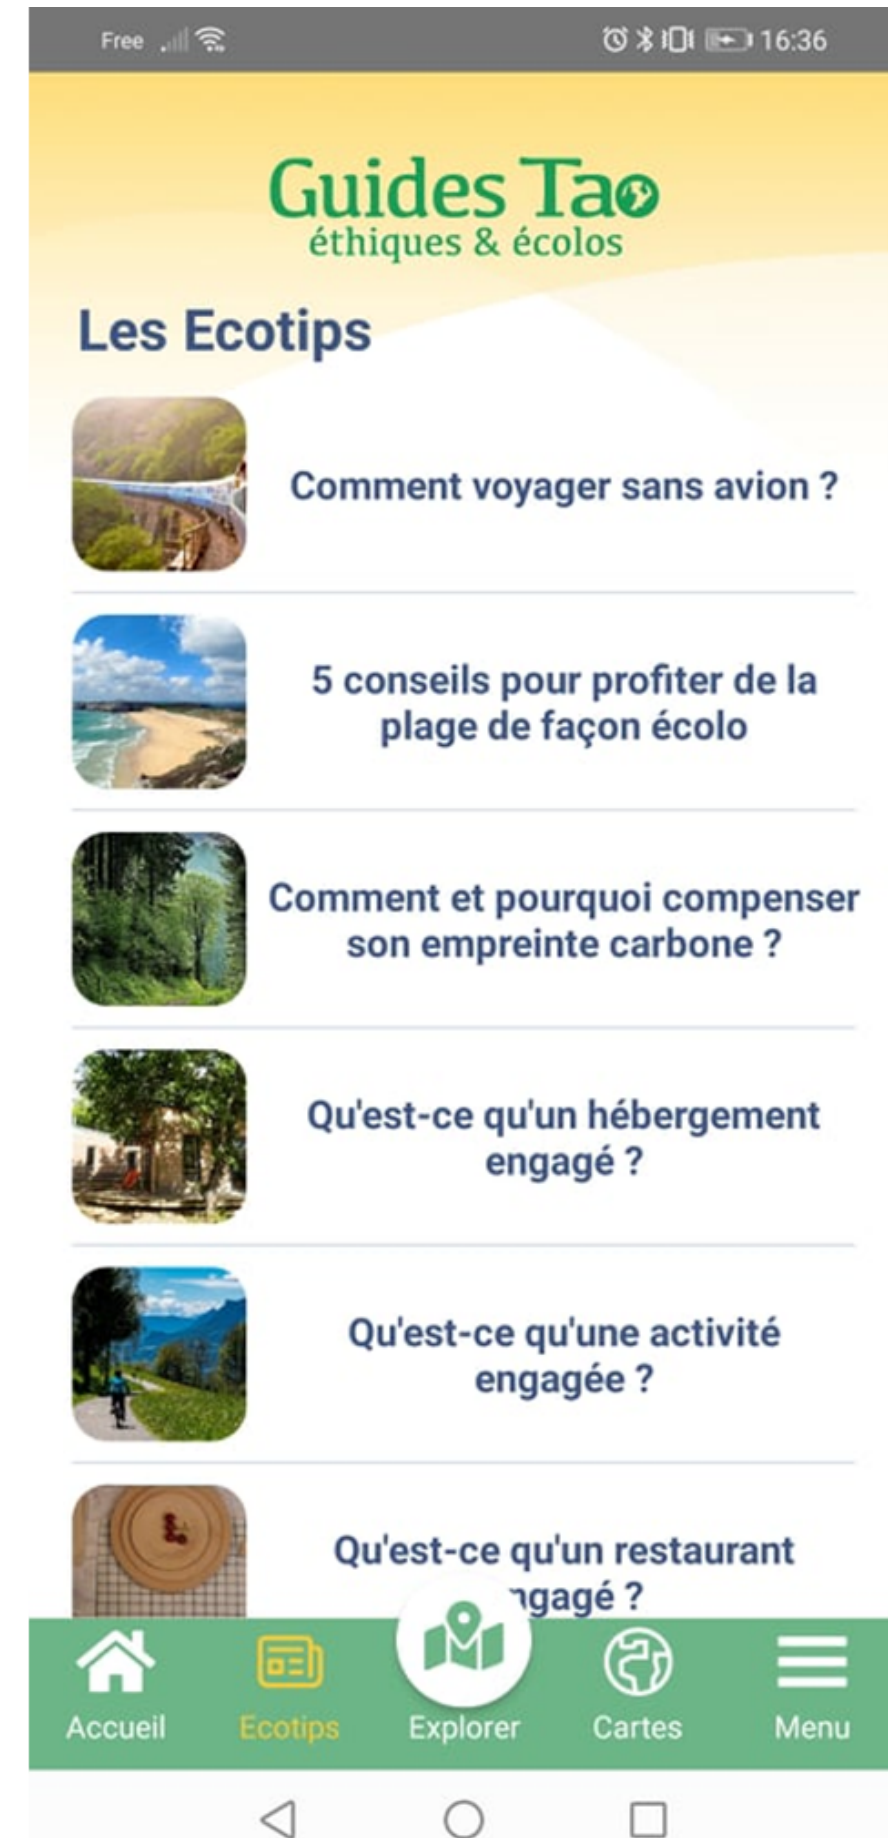 Free 16:36
Guides Tao
éthiques & écolos
Les Ecotips
Comment voyager sans avion ?
5 conseils pour profiter de la
plage de façon écolo
Comment et pourquoi compenser
son empreinte carbone ?
Qu'est-ce qu'un hébergement
engagé ?
Qu'est-ce qu'une activité
engagée ?
Qu'est-ce qu'un restaurant
ngagé ?
Accueil Ecotips Explorer Cartes Menu